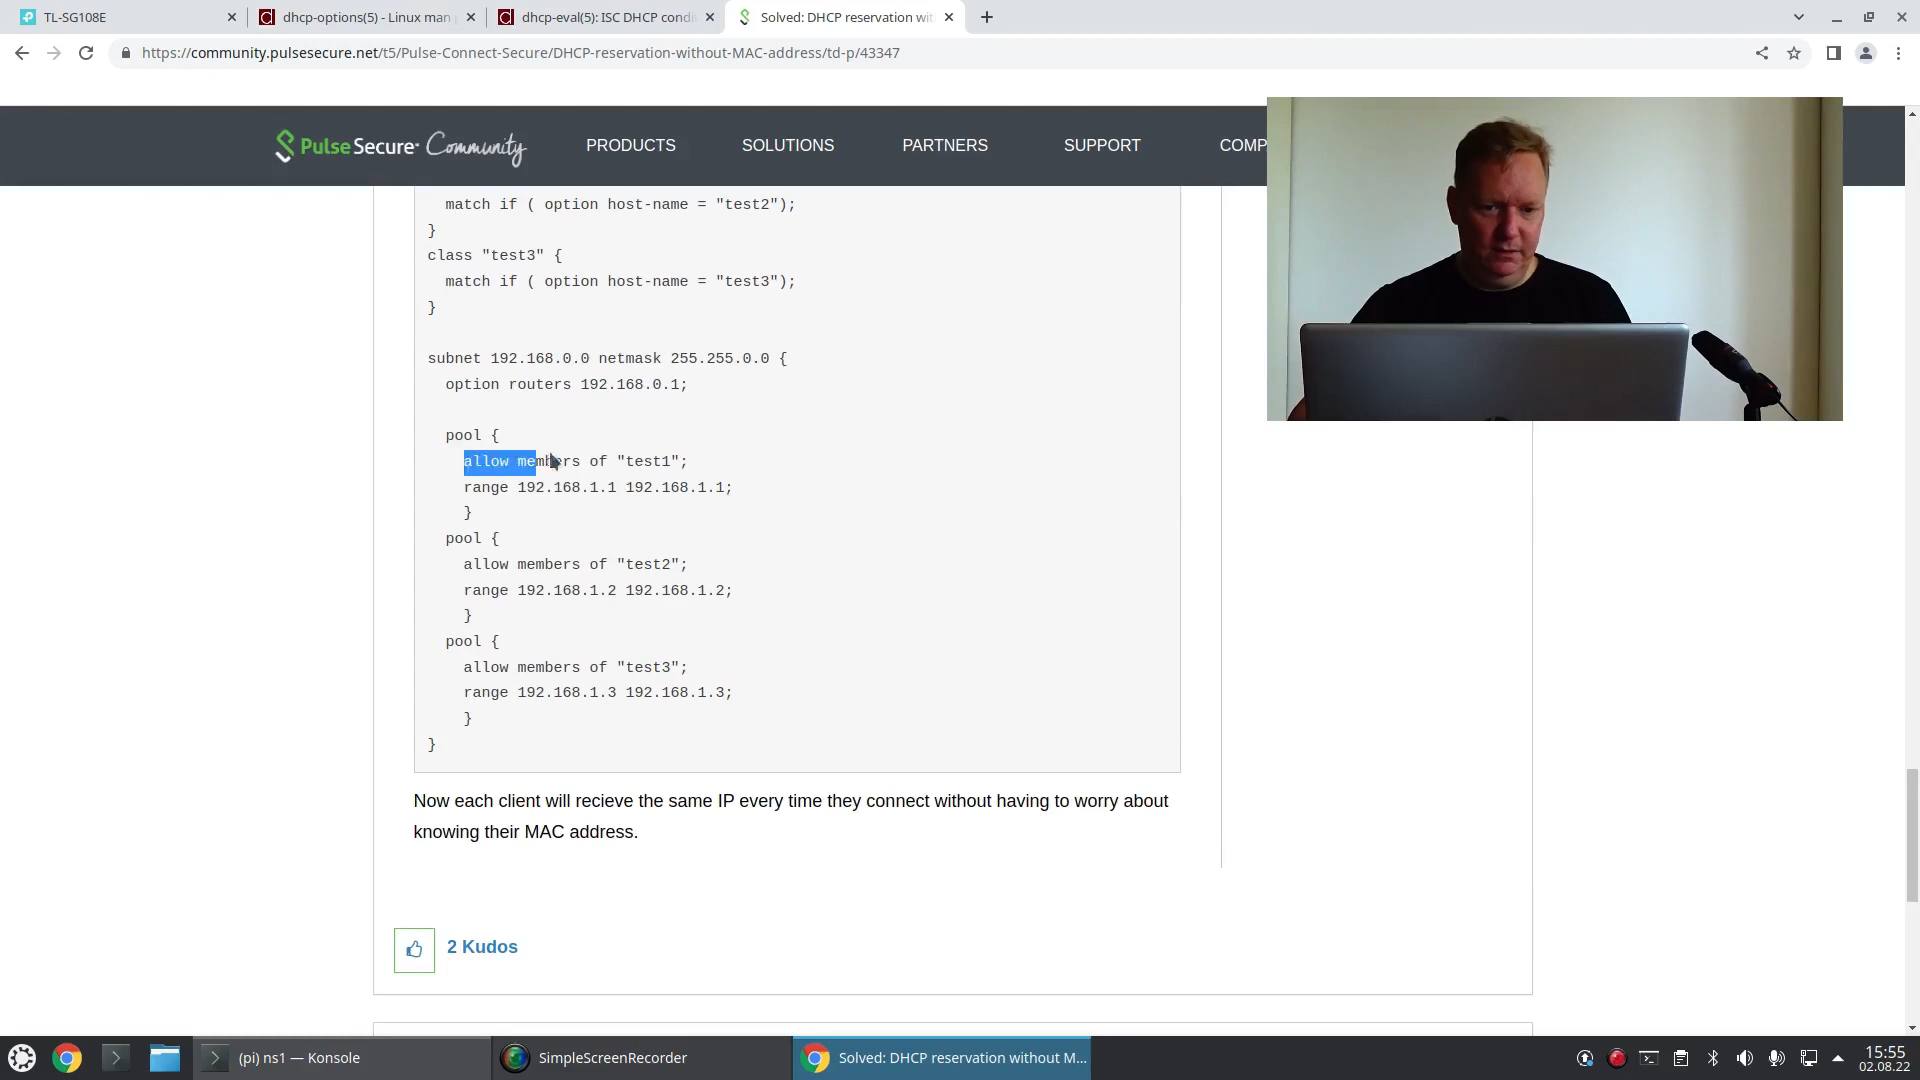 TL-SG108E
dhcp-options(5) - Linux man
dhcp-eval(5): ISC DHCP condi
Solved: DHCP reservation wit
https://community.pulsesecure.net/t5/Pulse-Connect-Secure/DHCP-reservation-without-MAC-address/td-p/43347
PulseSecure Community
PRODUCTS
SOLUTIONS
PARTNERS
SUPPORT
COMP
match if ( option host-name = "test2");
}
class "test3" {
match if ( option host-name = "test3");
}
subnet 192.168.0.0 netmask 255.255.0.0 {
option routers 192.168.0.1;
pool {
allow members of "test1";
range 192.168.1.1 192.168.1.1;
}
pool {
allow members of "test2";
range 192.168.1.2 192.168.1.2;
}
pool {
allow members of "test3";
range 192.168.1.3 192.168.1.3;
}
}
Now each client will recieve the same IP every time they connect without having to worry about
knowing their MAC address.
2 Kudos
(pi) ns1 — Konsole
SimpleScreenRecorder
Solved: DHCP reservation without M...
15:55
02.08.22